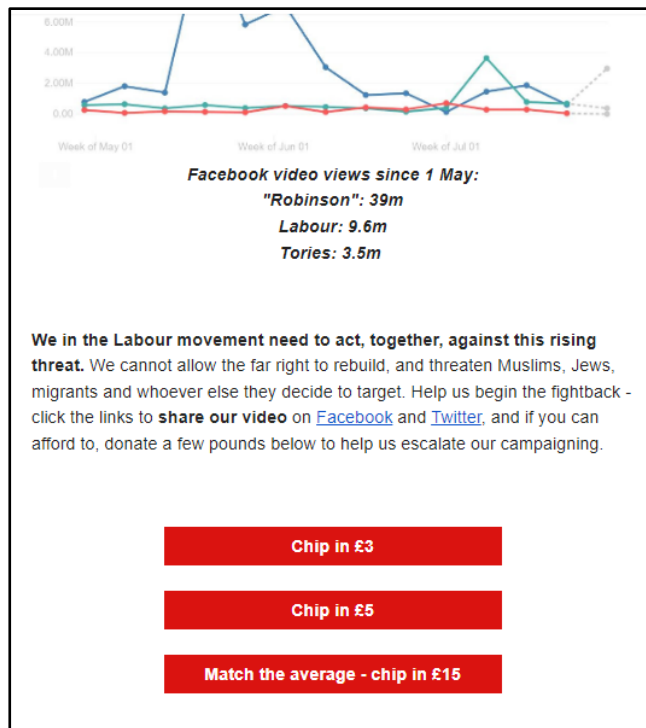 6.00M
4.00M
2.00M
0.00
Week of May 01 Week of Jun 01 Week of Jul 01
Facebook video views since 1 May:
"Robinson": 39m
Labour: 9.6m
Tories: 3.5m
We in the Labour movement need to act, together, against this rising
threat. We cannot allow the far right to rebuild, and threaten Muslims, Jews,
migrants and whoever else they decide to target. Help us begin the fightback -
click the links to share our video on Facebook and Twitter, and if you can
afford to, donate a few pounds below to help us escalate our campaigning.
Chip in £3
Chip in £5
Match the average - chip in £15